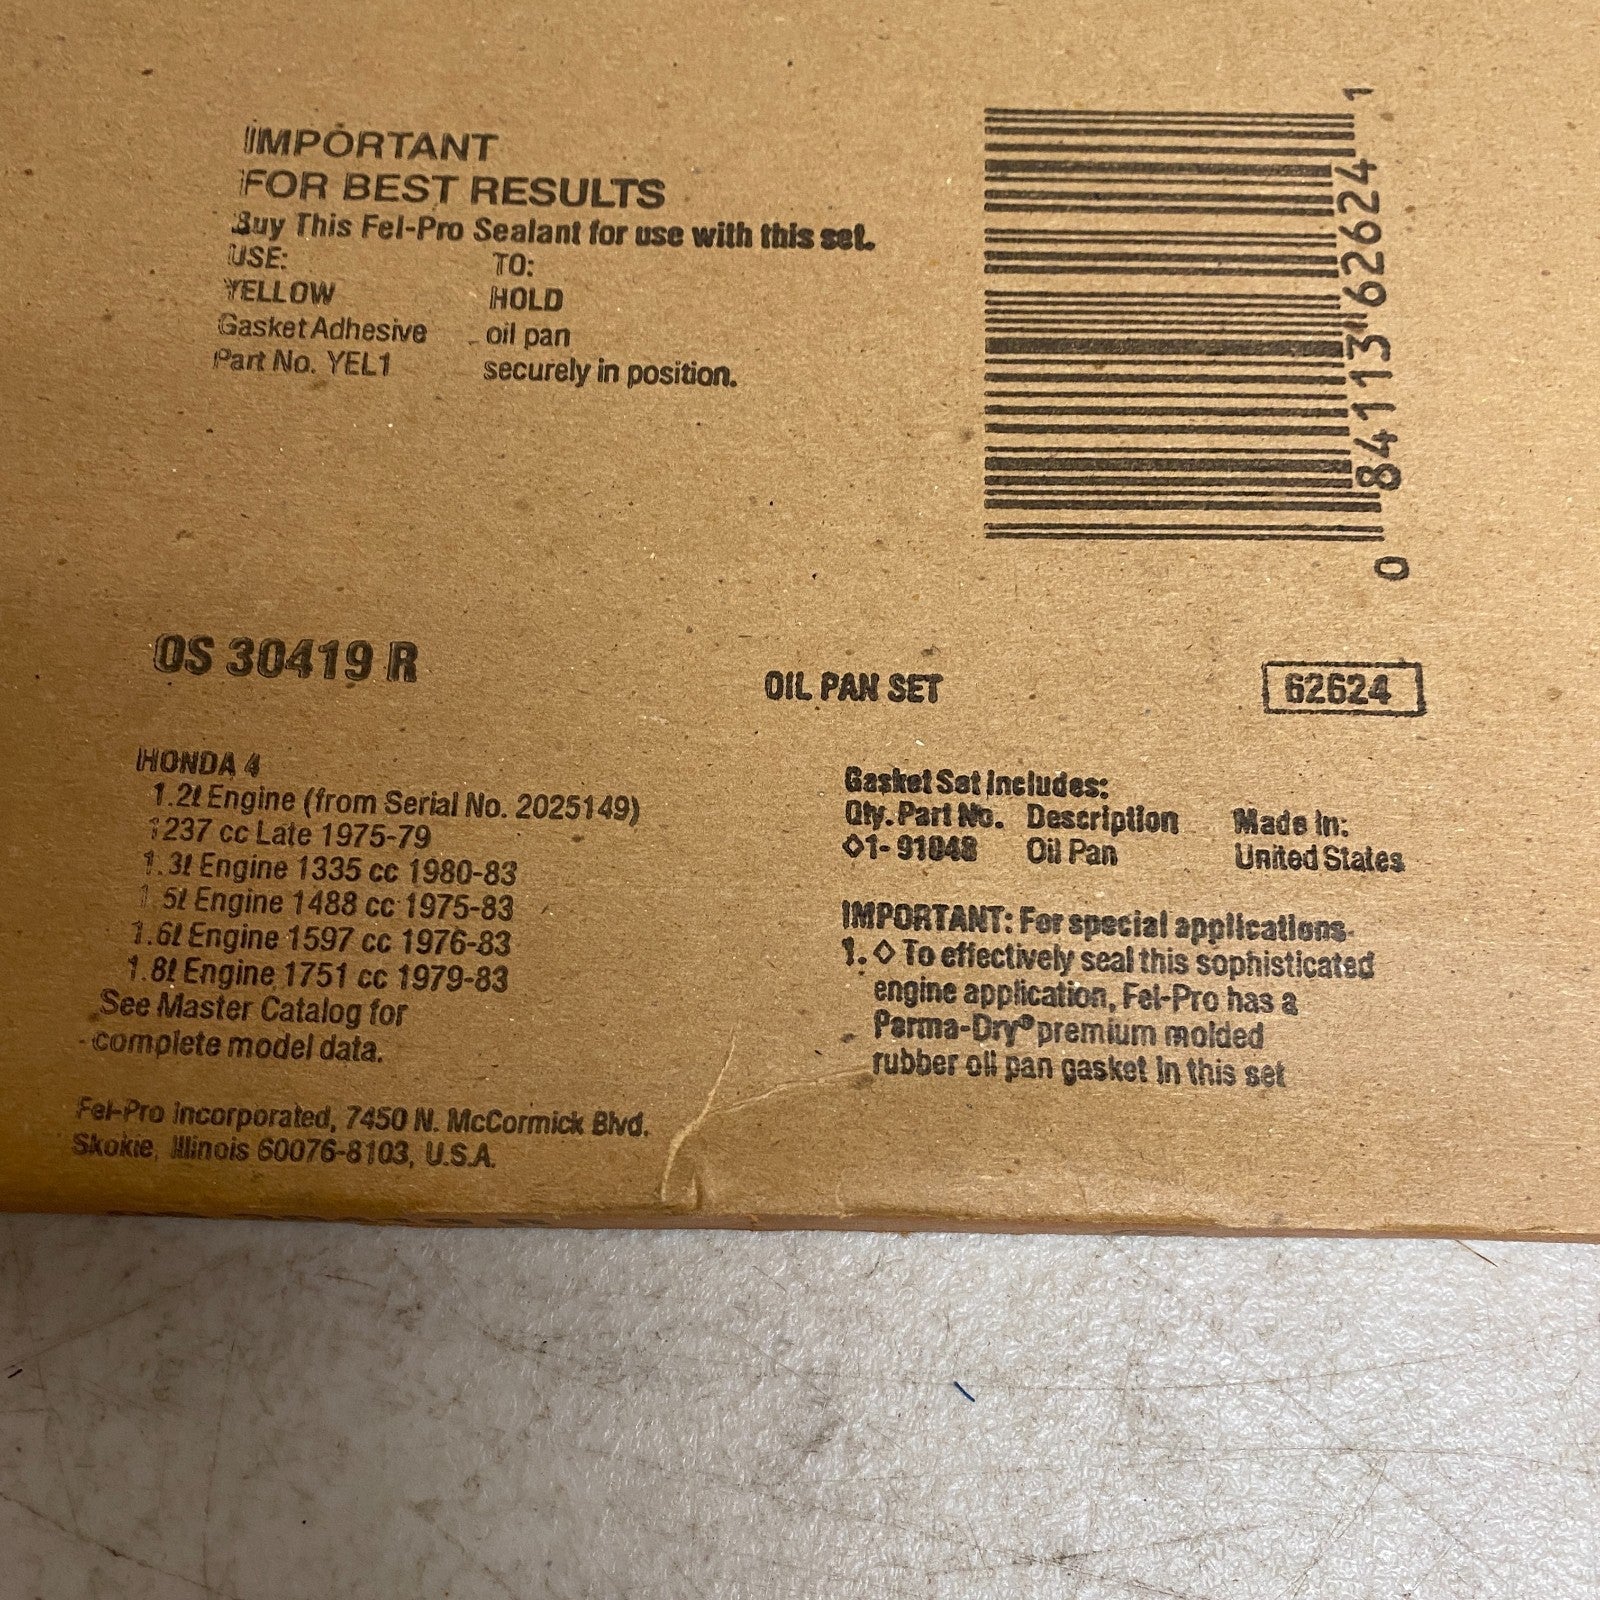 IMPORTANT
FOR BEST RESULTS
Buy This Fel-Pro Sealant for use with this set.
USE: TO:
YELLOW HOLD
Gasket Adhesive oil pan
Part No. YEL1 securely in position.
0 84113 62624 1
OS 30419 R
OIL PAN SET
62624
HONDA 4
1.2ℓ Engine (from Serial No. 2025149)
1237 cc Late 1975-79
1.3ℓ Engine 1335 cc 1980-83
1.5ℓ Engine 1488 cc 1975-83
1.6ℓ Engine 1597 cc 1976-83
1.8ℓ Engine 1751 cc 1979-83
See Master Catalog for
complete model data.
Fel-Pro Incorporated, 7450 N. McCormick Blvd.
Skokie, Illinois 60076-8103, U.S.A.
Gasket Set Includes:
Qty. Part No. Description Made In:
◇1- 91048 Oil Pan United States
IMPORTANT: For special applications
1. ◇ To effectively seal this sophisticated
engine application, Fel-Pro has a
Perma-Dry® premium molded
rubber oil pan gasket in this set